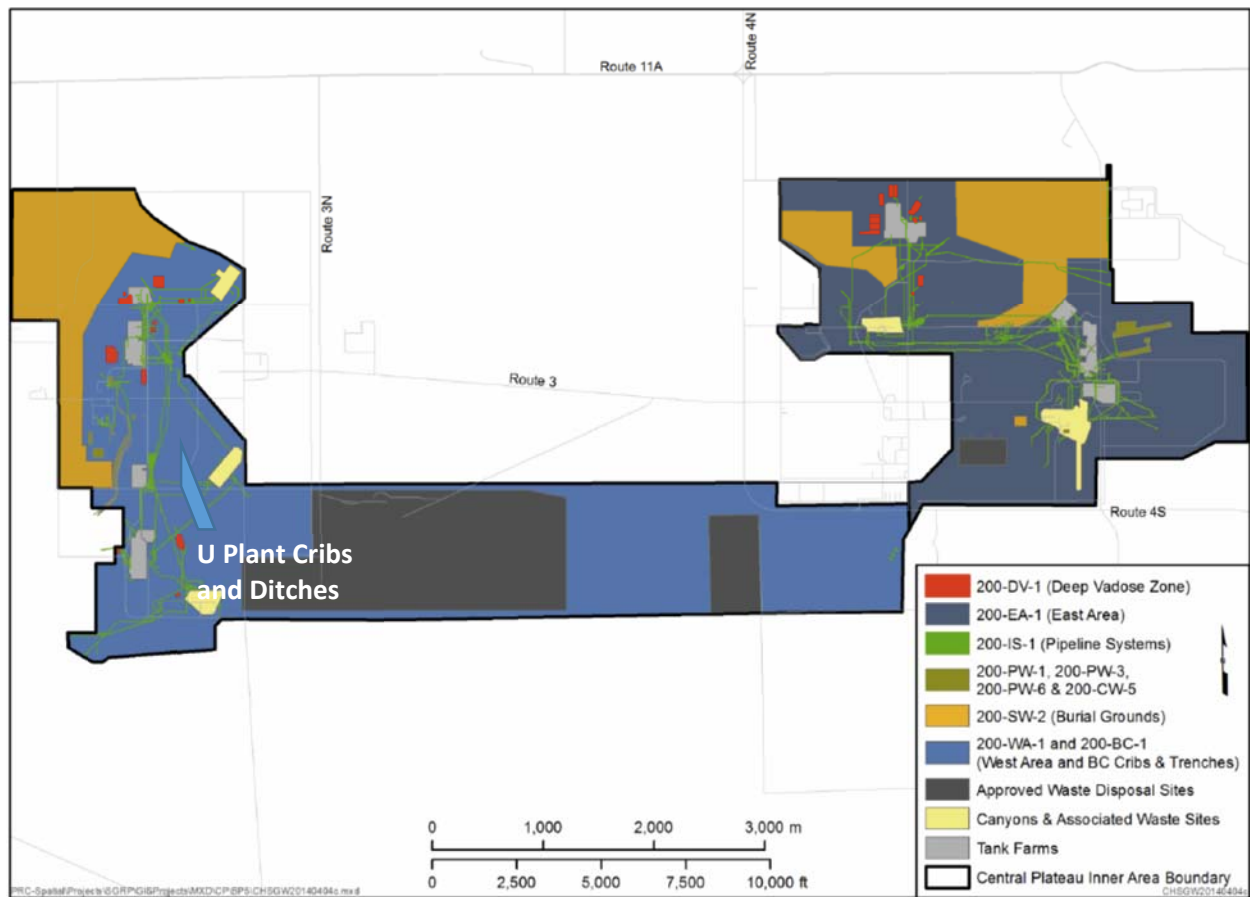 Route 4N
Route 11A
Route 3N
Route 3
Route 4S
U Plant Cribs
and Ditches
200-DV-1 (Deep Vadose Zone)
200-EA-1 (East Area)
200-IS-1 (Pipeline Systems)
200-PW-1, 200-PW-3,
200-PW-6 & 200-CW-5
200-SW-2 (Burial Grounds)
200-WA-1 and 200-BC-1
(West Area and BC Cribs & Trenches)
Approved Waste Disposal Sites
Canyons & Associated Waste Sites
Tank Farms
Central Plateau Inner Area Boundary
0 1,000 2,000 3,000 m
0 2,500 5,000 7,500 10,000 ft
CHSGW20140404c